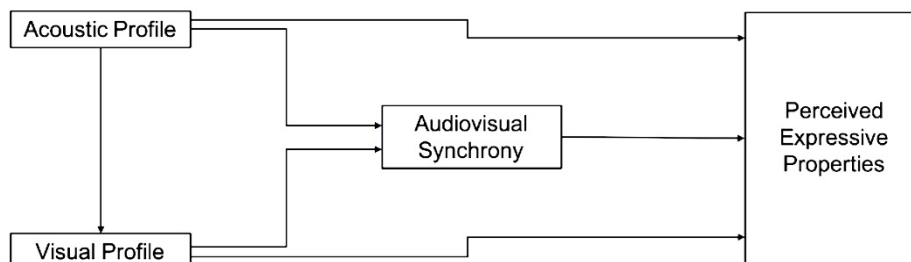 Acoustic Profile
Audiovisual
Synchrony
Perceived
Expressive
Properties
Visual Profile